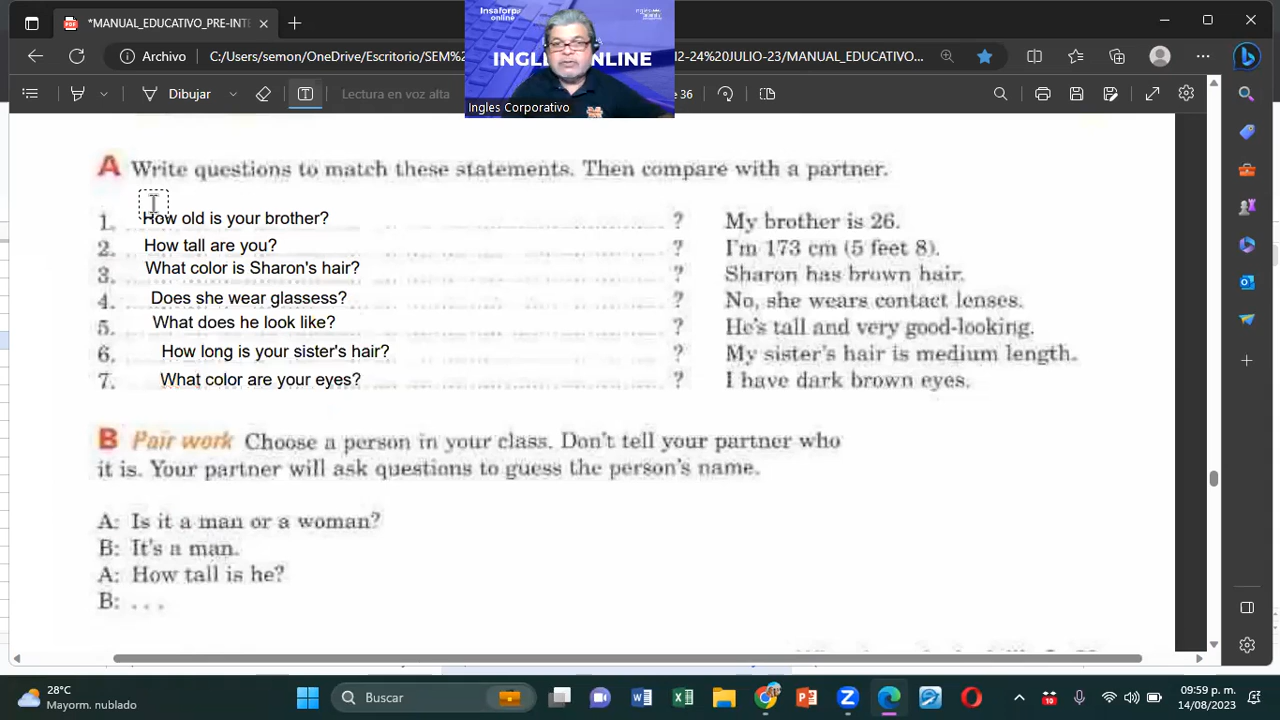 *MANUAL_EDUCATIVO_PRE-INTE
Insaforp
online
INGLES ONLINE
Ingles Corporativo
Archivo
C:/Users/semon/OneDrive/Escritorio/SEM%
2-24%20JULIO-23/MANUAL_EDUCATIVO_...
Dibujar
Lectura en voz alta
e 36
A Write questions to match these statements. Then compare with a partner.
1. How old is your brother? ? My brother is 26.
2. How tall are you? ? I'm 173 cm (5 feet 8).
3. What color is Sharon's hair? ? Sharon has brown hair.
4. Does she wear glassess? ? No, she wears contact lenses.
5. What does he look like? ? He's tall and very good-looking.
6. How long is your sister's hair? ? My sister's hair is medium length.
7. What color are your eyes? ? I have dark brown eyes.
B Pair work Choose a person in your class. Don't tell your partner who
it is. Your partner will ask questions to guess the person's name.
A: Is it a man or a woman?
B: It's a man.
A: How tall is he?
B: . . .
28°C
Mayorm. nublado
Buscar
10
09:59 p. m.
14/08/2023